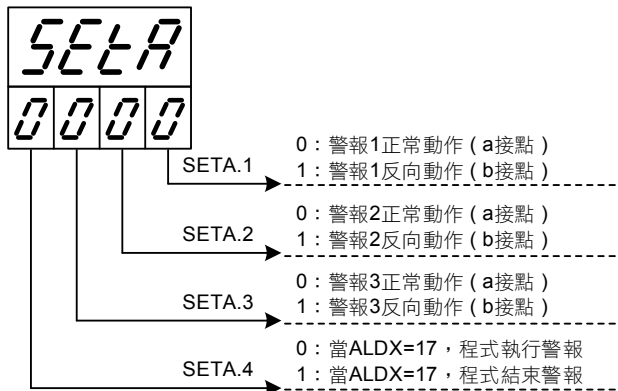 SEtA
0 0 0 0
SETA.1
0：警報1正常動作 ( a接點 )
1：警報1反向動作 ( b接點 )
SETA.2
0：警報2正常動作 ( a接點 )
1：警報2反向動作 ( b接點 )
SETA.3
0：警報3正常動作 ( a接點 )
1：警報3反向動作 ( b接點 )
SETA.4
0：當ALDX=17，程式執行警報
1：當ALDX=17，程式結束警報